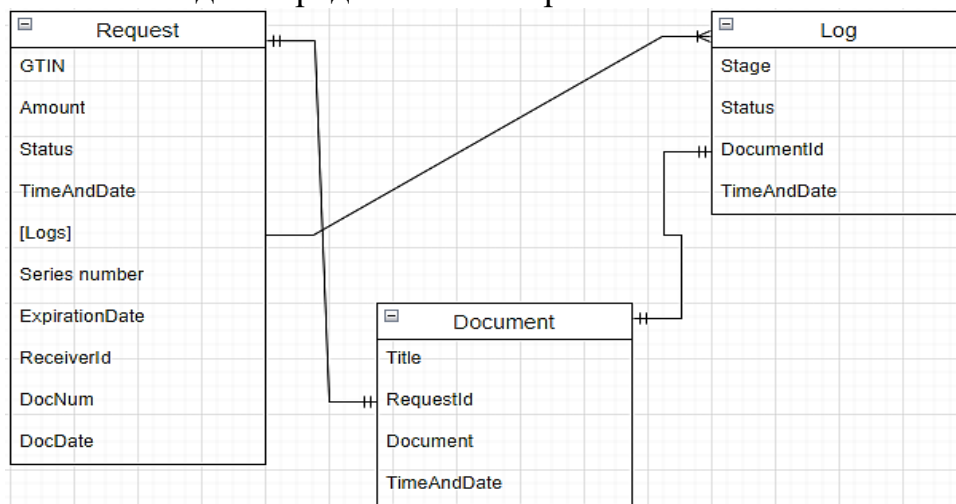 Request
GTIN
Amount
Status
TimeAndDate
[Logs]
Series number
ExpirationDate
ReceiverId
DocNum
DocDate
Log
Stage
Status
DocumentId
TimeAndDate
Document
Title
RequestId
Document
TimeAndDate